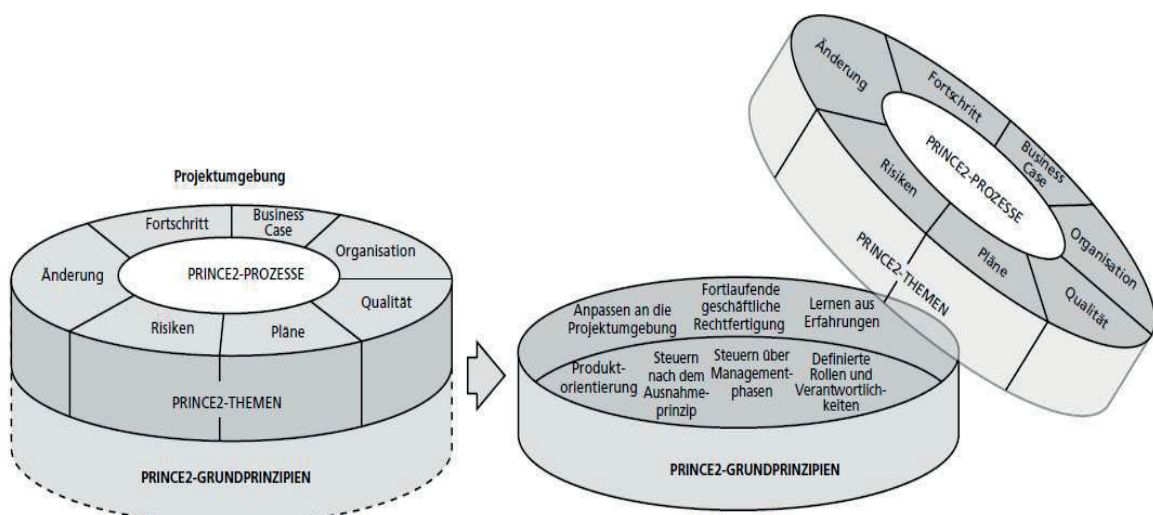 Projektumgebung
Fortschritt
Business
Case
Organisation
Änderung
PRINCE2-PROZESSE
Qualität
Risiken
Pläne
PRINCE2-THEMEN
PRINCE2-GRUNDPRINZIPIEN
Änderung
Fortschritt
Business
Case
PRINCE2-PROZESSE
Risiken
Organisation
Pläne
Qualität
PRINCE2-THEMEN
Anpassen an die
Projektumgebung
Fortlaufende
geschäftliche
Rechtfertigung
Lernen aus
Erfahrungen
Produkt-
orientierung
Steuern
nach dem
Ausnahme-
prinzip
Steuern über
Management-
phasen
Definierte
Rollen und
Verantwortlich-
keiten
PRINCE2-GRUNDPRINZIPIEN